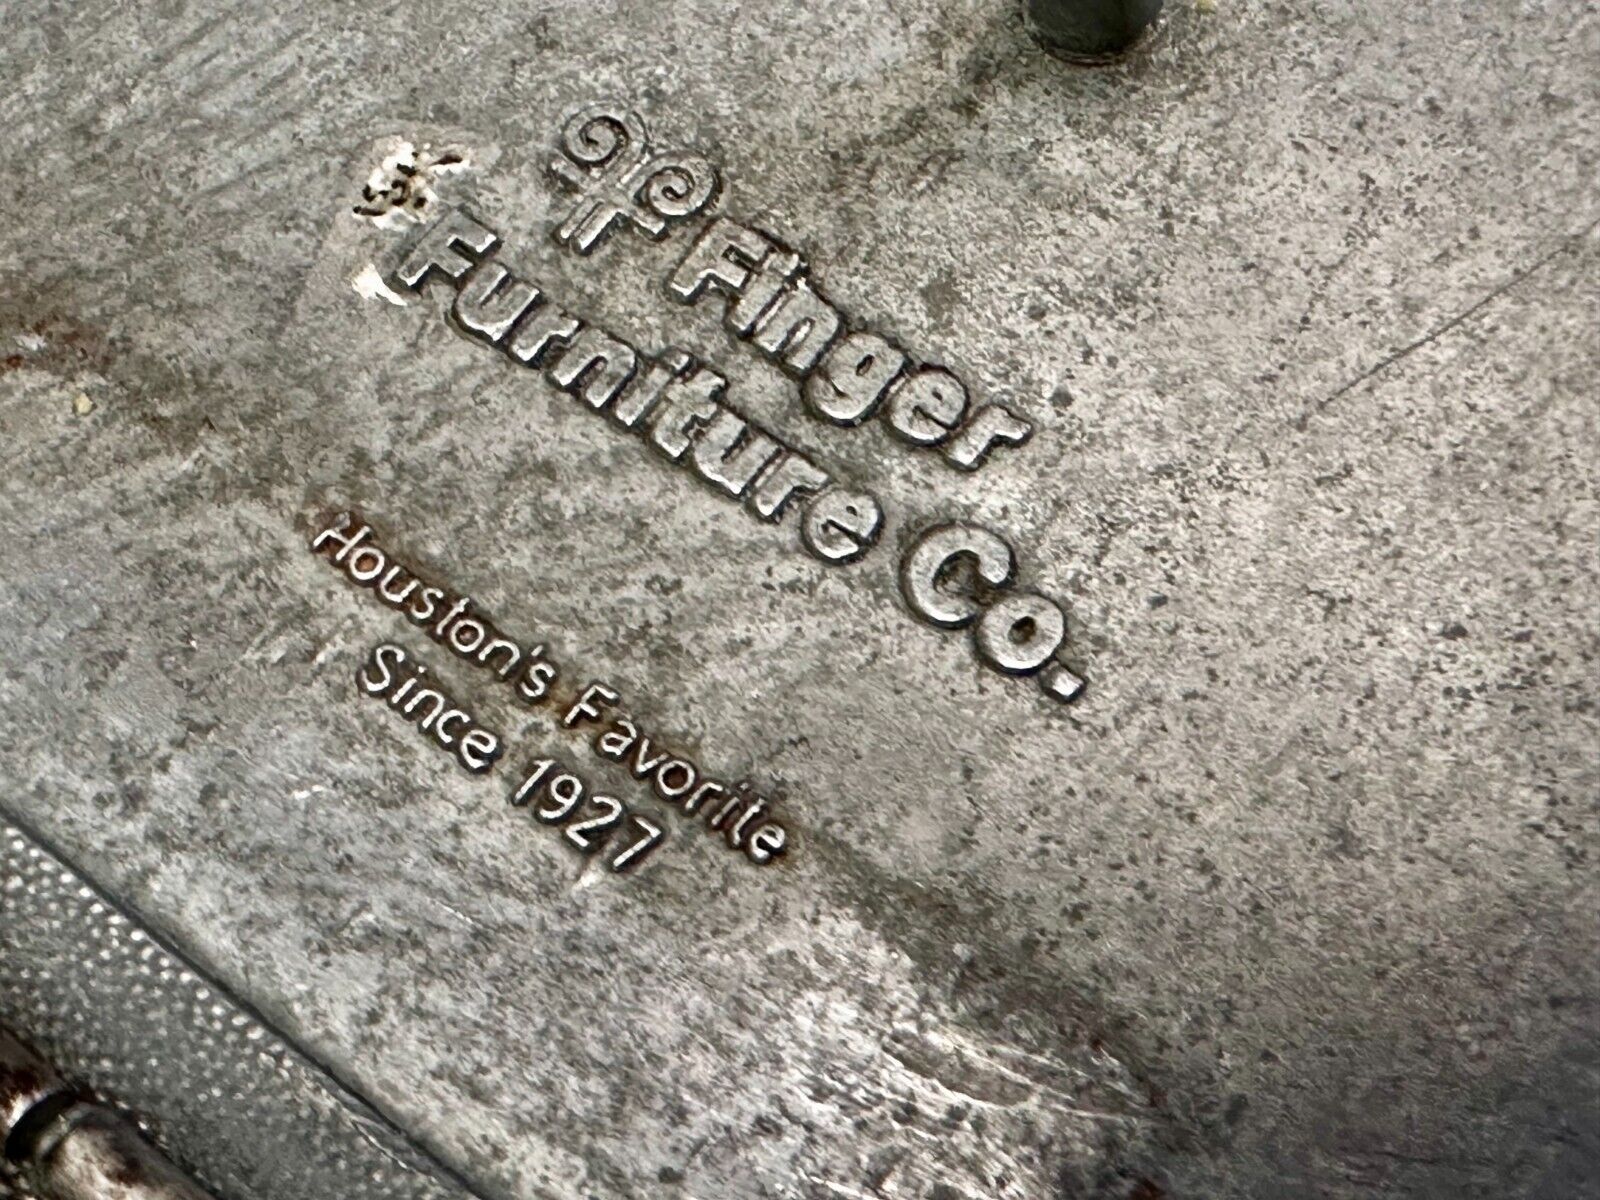 Finger
Furniture Co.
Houston's Favorite
Since 1927